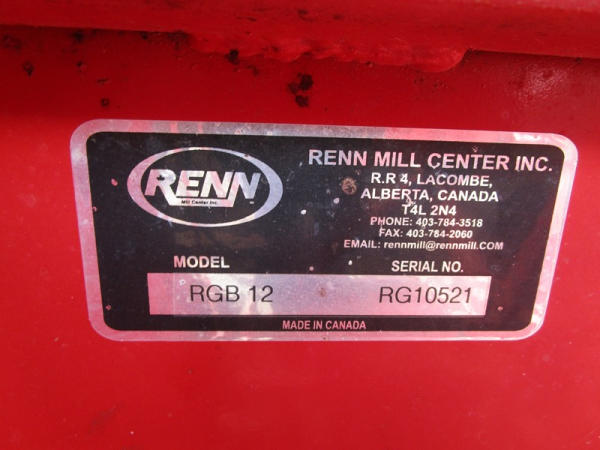 RENN
Mill Center Inc.
RENN MILL CENTER INC.
R.R 4, LACOMBE,
ALBERTA, CANADA
T4L 2N4
PHONE: 403-784-3518
FAX: 403-784-2060
EMAIL: rennmill@rennmill.COM
MODEL SERIAL NO.
RGB 12 RG10521
MADE IN CANADA